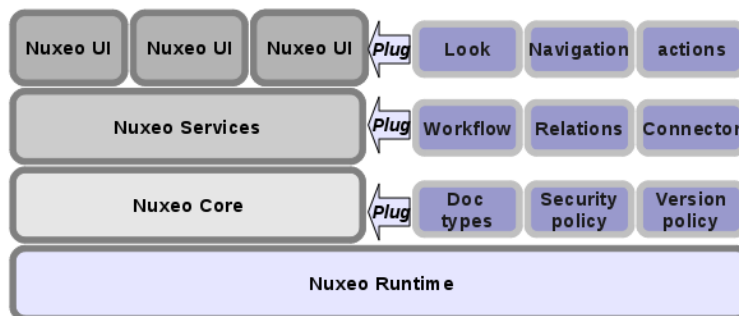 Nuxeo UI Nuxeo UI Nuxeo UI Plug Look Navigation actions
Nuxeo Services Plug Workflow Relations Connector
Nuxeo Core Plug Doc types Security policy Version policy
Nuxeo Runtime